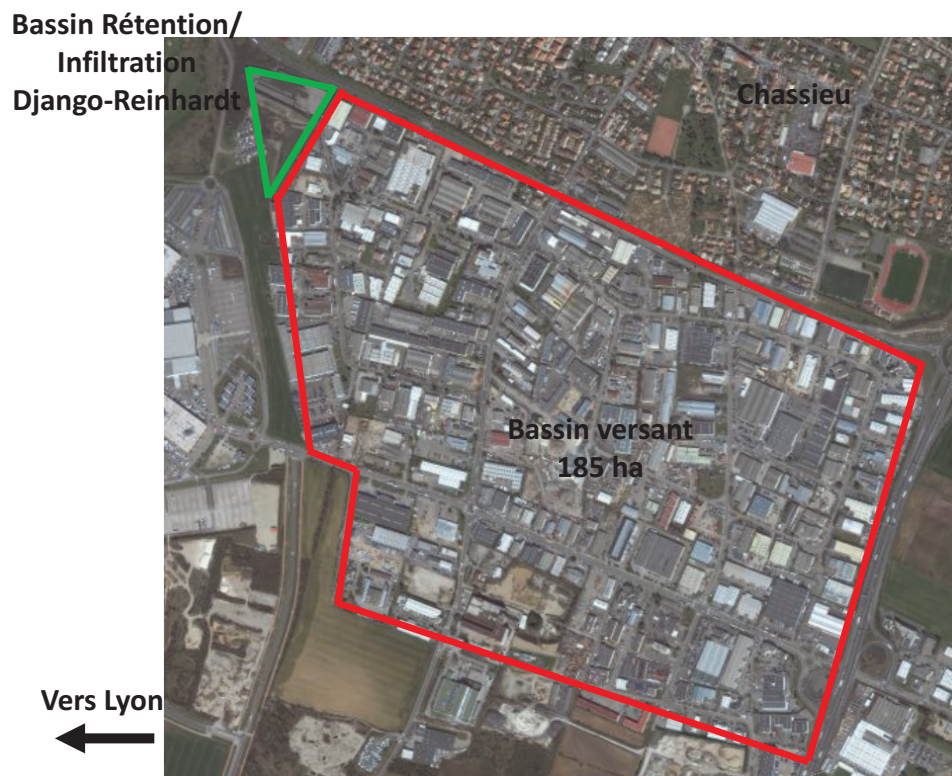 Bassin Rétention/
Infiltration
Django-Reinhardt
Chassieu
Bassin versant
185 ha
Vers Lyon